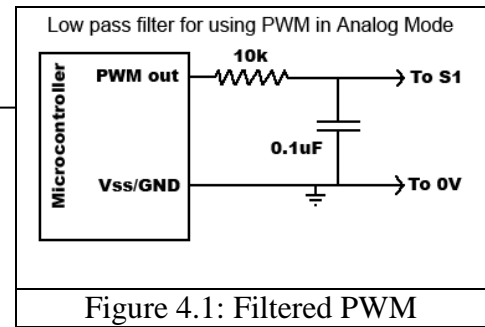 Low pass filter for using PWM in Analog Mode
10k
PWM out
To S1
Microcontroller
0.1uF
Vss/GND
To 0V
Figure 4.1: Filtered PWM